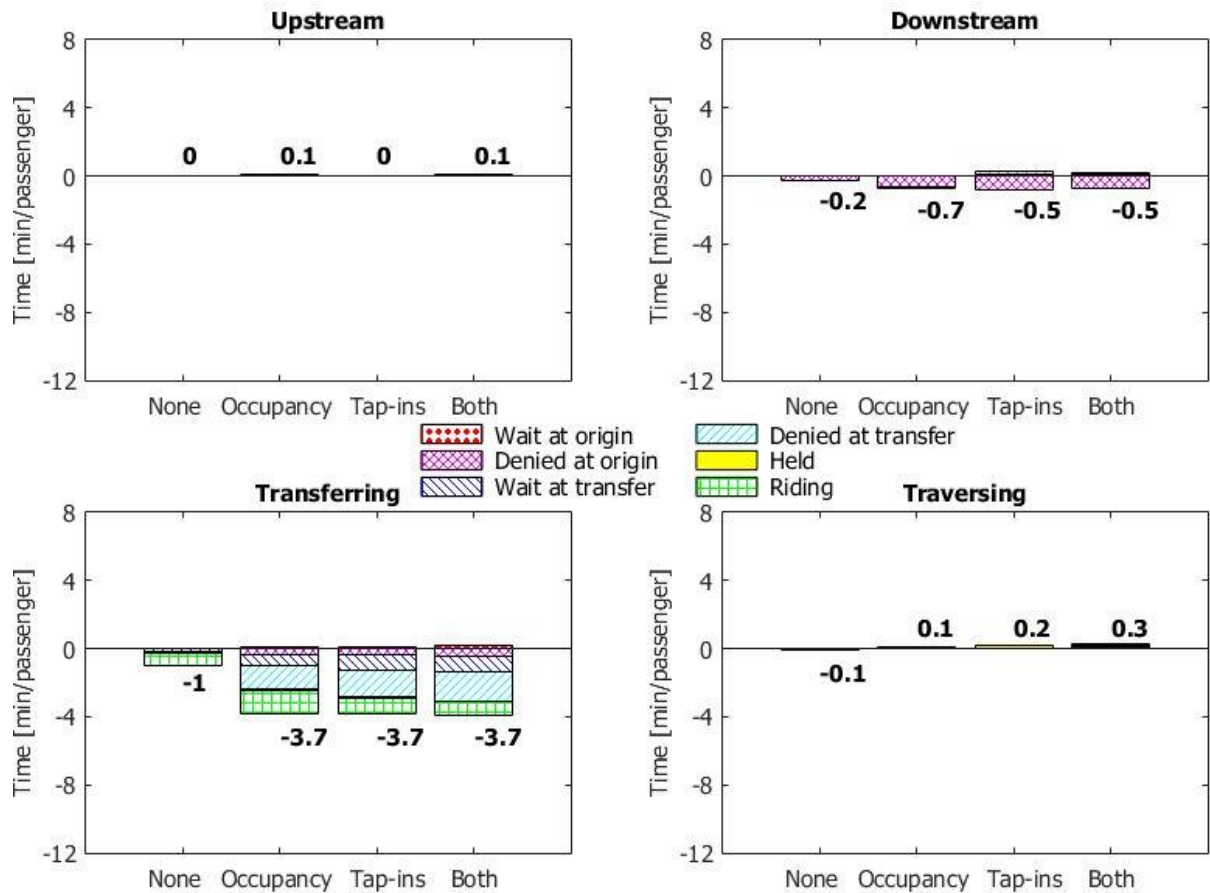 Upstream
8
4
0
-4
-8
-12
Time [min/passenger]
0 0.1 0 0.1
None Occupancy Tap-ins Both
Downstream
8
4
0
-4
-8
-12
Time [min/passenger]
-0.2 -0.7 -0.5 -0.5
None Occupancy Tap-ins Both
Wait at origin
Denied at origin
Wait at transfer
Denied at transfer
Held
Riding
Transferring
8
4
0
-4
-8
-12
Time [min/passenger]
-1 -3.7 -3.7 -3.7
None Occupancy Tap-ins Both
Traversing
8
4
0
-4
-8
-12
Time [min/passenger]
-0.1 0.1 0.2 0.3
None Occupancy Tap-ins Both